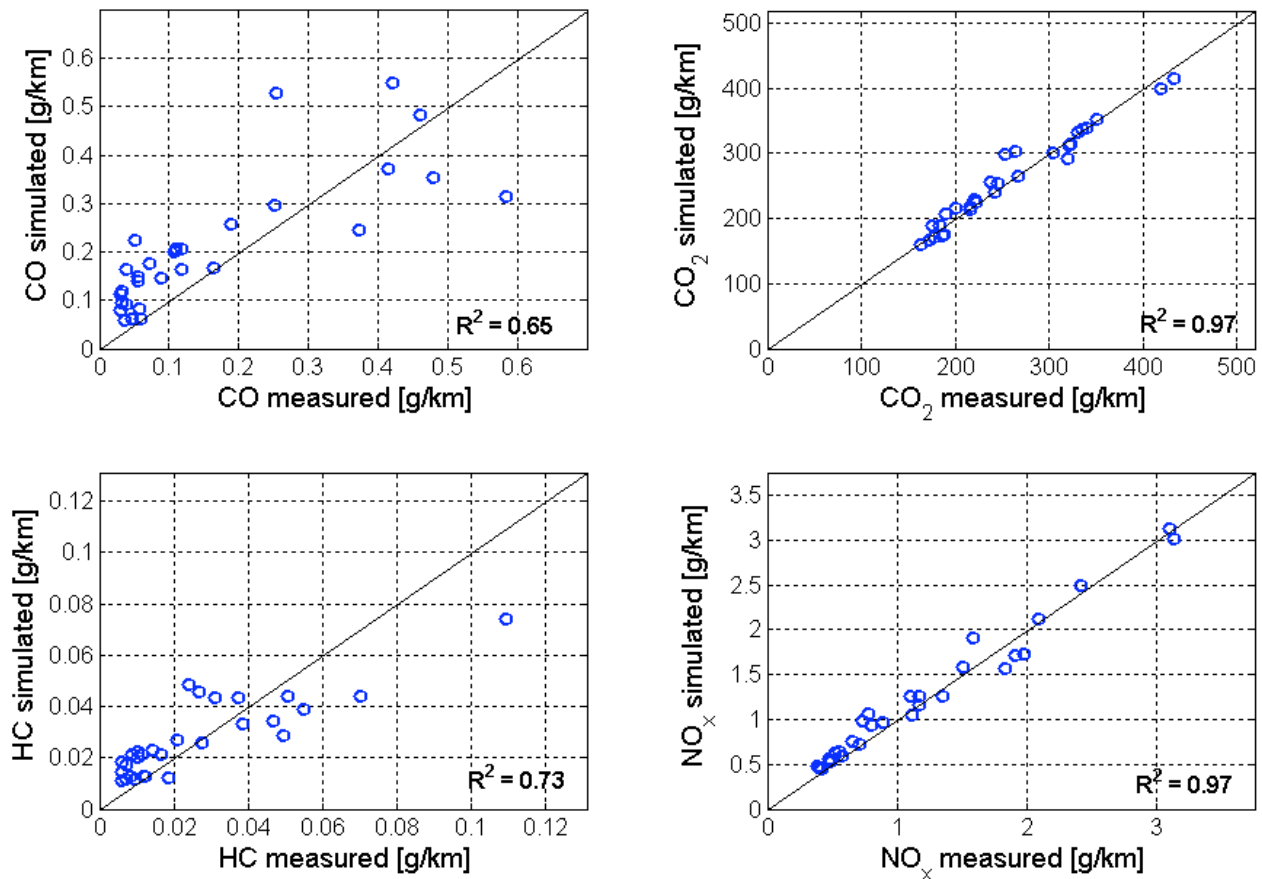 CO simulated [g/km]
0.6
0.5
0.4
0.3
0.2
0.1
0
R² = 0.65
0 0.1 0.2 0.3 0.4 0.5 0.6
CO measured [g/km]
CO₂ simulated [g/km]
500
400
300
200
100
0
R² = 0.97
0 100 200 300 400 500
CO₂ measured [g/km]
HC simulated [g/km]
0.12
0.1
0.08
0.06
0.04
0.02
0
R² = 0.73
0 0.02 0.04 0.06 0.08 0.1 0.12
HC measured [g/km]
NOₓ simulated [g/km]
3.5
3
2.5
2
1.5
1
0.5
0
R² = 0.97
0 1 2 3
NOₓ measured [g/km]